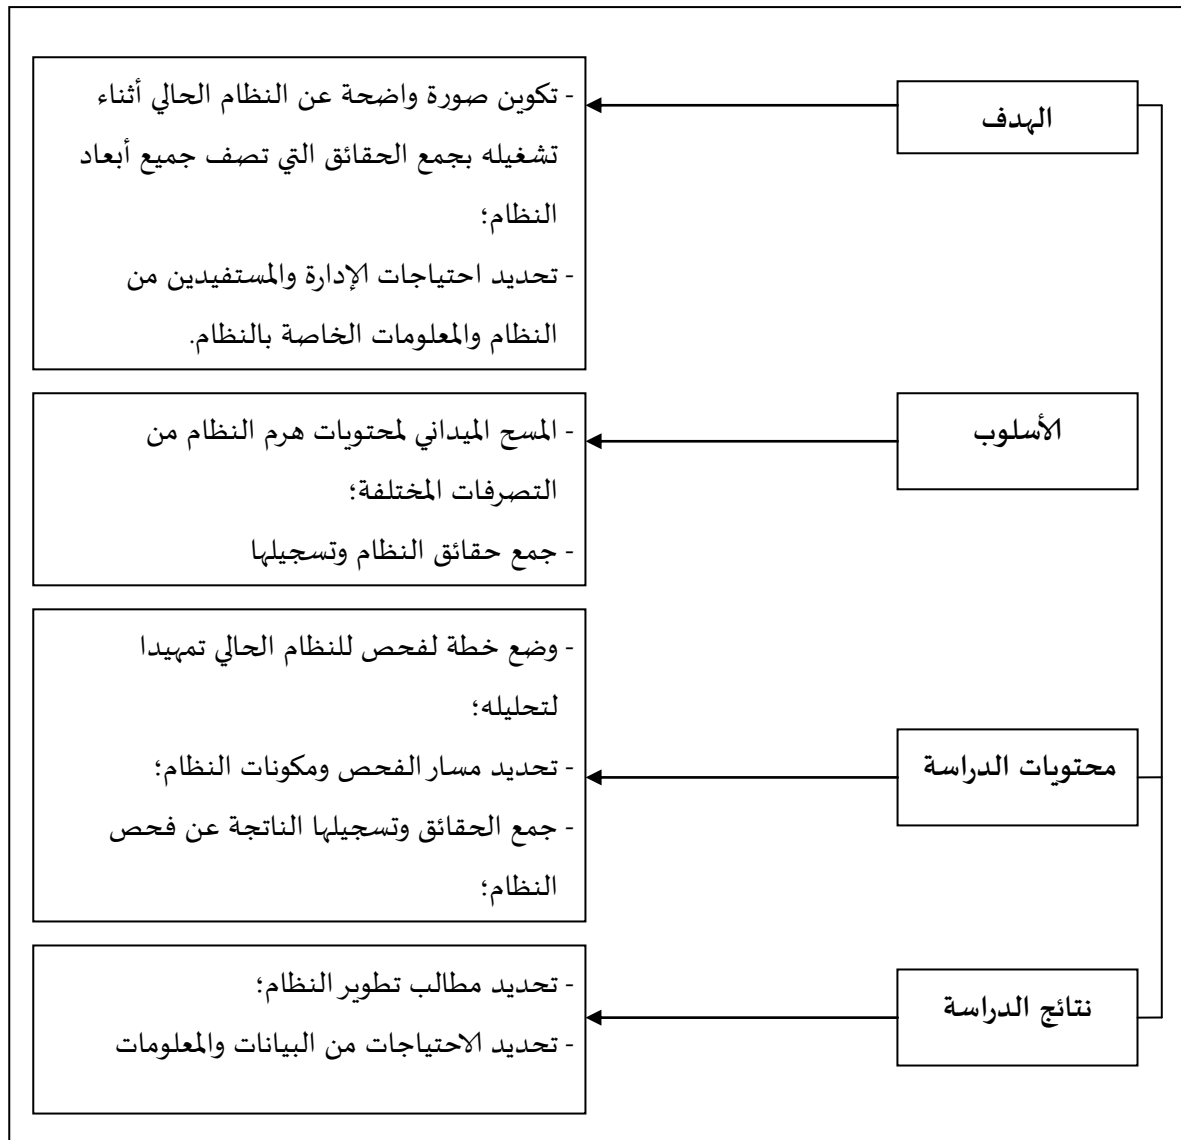 الهدف
- تكوين صورة واضحة عن النظام الحالي أثناء
تشغيله بجمع الحقائق التي تصف جميع أبعاد
النظام؛
- تحديد احتياجات الإدارة والمستفيدين من
النظام والمعلومات الخاصة بالنظام.
الأسلوب
- المسح الميداني لمحتويات هرم النظام من
التصرفات المختلفة؛
- جمع حقائق النظام وتسجيلها
محتويات الدراسة
- وضع خطة لفحص للنظام الحالي تمهيدا
لتحليله؛
- تحديد مسار الفحص ومكونات النظام؛
- جمع الحقائق وتسجيلها الناتجة عن فحص
النظام؛
نتائج الدراسة
- تحديد مطالب تطوير النظام؛
- تحديد الاحتياجات من البيانات والمعلومات